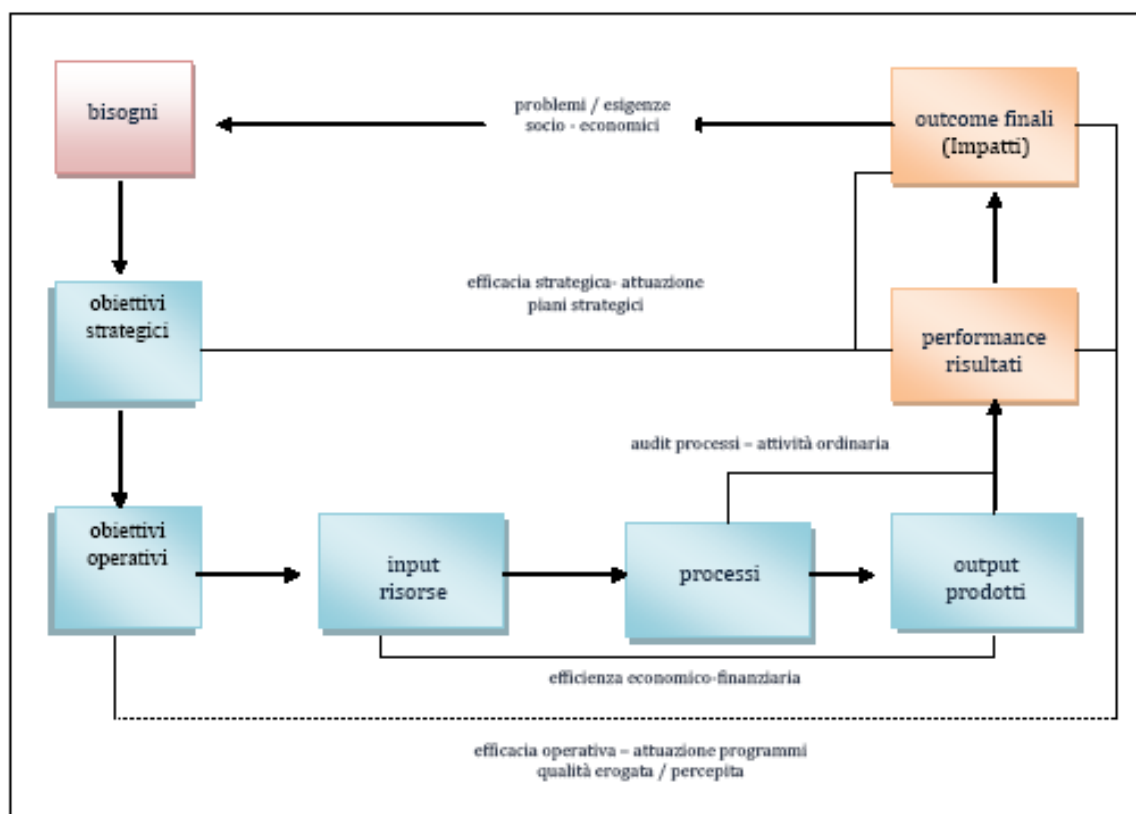 bisogni
problemi / esigenze
socio - economici
outcome finali
(Impatti)
obiettivi
strategici
efficacia strategica- attuazione
piani strategici
performance
risultati
audit processi – attività ordinaria
obiettivi
operativi
input
risorse
processi
output
prodotti
efficienza economico-finanziaria
efficacia operativa – attuazione programmi
qualità erogata / percepita